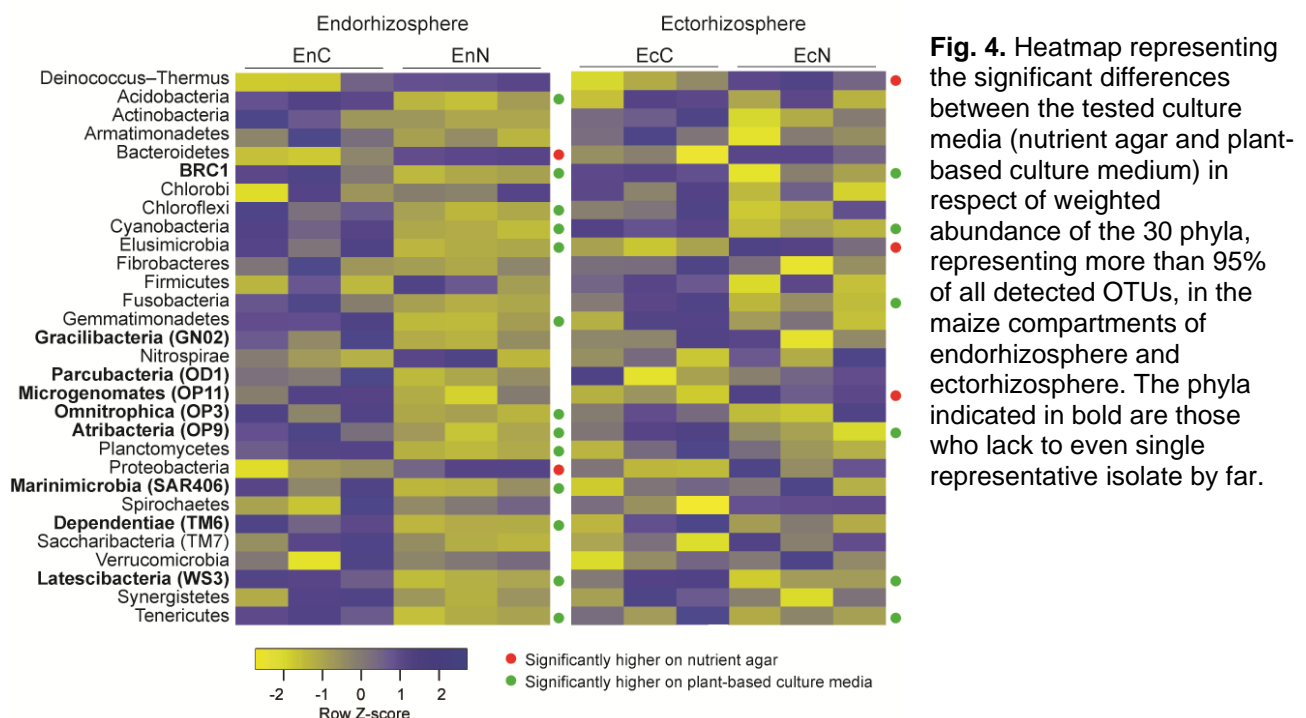 Endorhizosphere
Ectorhizosphere
EnC
EnN
EcC
EcN
Deinococcus–Thermus
Acidobacteria
Actinobacteria
Armatimonadetes
Bacteroidetes
BRC1
Chlorobi
Chloroflexi
Cyanobacteria
Elusimicrobia
Fibrobacteres
Firmicutes
Fusobacteria
Gemmatimonadetes
Gracilibacteria (GN02)
Nitrospirae
Parcubacteria (OD1)
Microgenomates (OP11)
Omnitrophica (OP3)
Atribacteria (OP9)
Planctomycetes
Proteobacteria
Marinimicrobia (SAR406)
Spirochaetes
Dependentiae (TM6)
Saccharibacteria (TM7)
Verrucomicrobia
Latescibacteria (WS3)
Synergistetes
Tenericutes
-2 -1 0 1 2
Row Z-score
Significantly higher on nutrient agar
Significantly higher on plant-based culture media
Fig. 4. Heatmap representing
the significant differences
between the tested culture
media (nutrient agar and plant-
based culture medium) in
respect of weighted
abundance of the 30 phyla,
representing more than 95%
of all detected OTUs, in the
maize compartments of
endorhizosphere and
ectorhizosphere. The phyla
indicated in bold are those
who lack to even single
representative isolate by far.